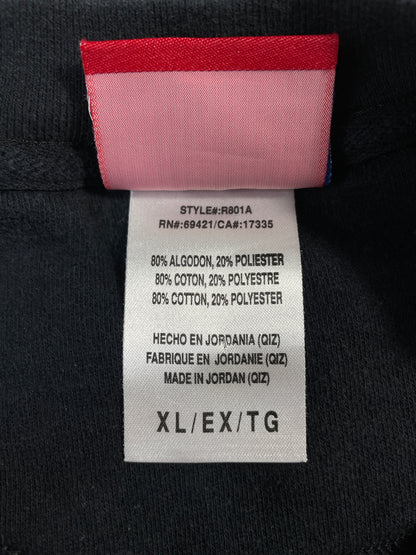 STYLE#:R801A
RN#:69421/CA#:17335
80% ALGODON, 20% POLIESTER
80% COTON, 20% POLYESTRE
80% COTTON, 20% POLYESTER
HECHO EN JORDANIA (QIZ)
FABRIQUE EN JORDANIE (QIZ)
MADE IN JORDAN (QIZ)
XL/EX/TG